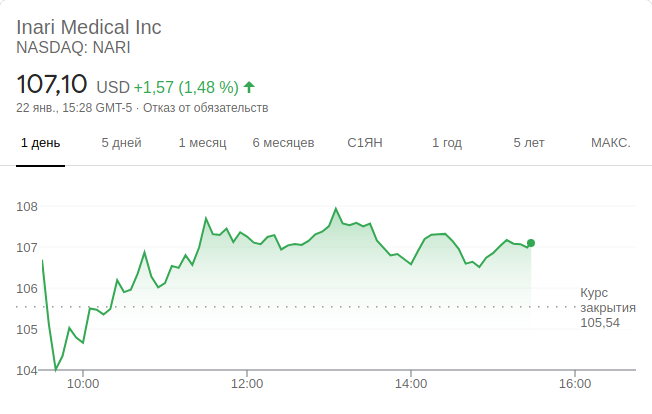 Inari Medical Inc
NASDAQ: NARI
107,10 USD +1,57 (1,48 %)
22 янв., 15:28 GMT-5 · Отказ от обязательств
1 день 5 дней 1 месяц 6 месяцев С1ЯН 1 год 5 лет МАКС.
108
107
106
105
104
Курс
закрытия
105,54
10:00 12:00 14:00 16:00